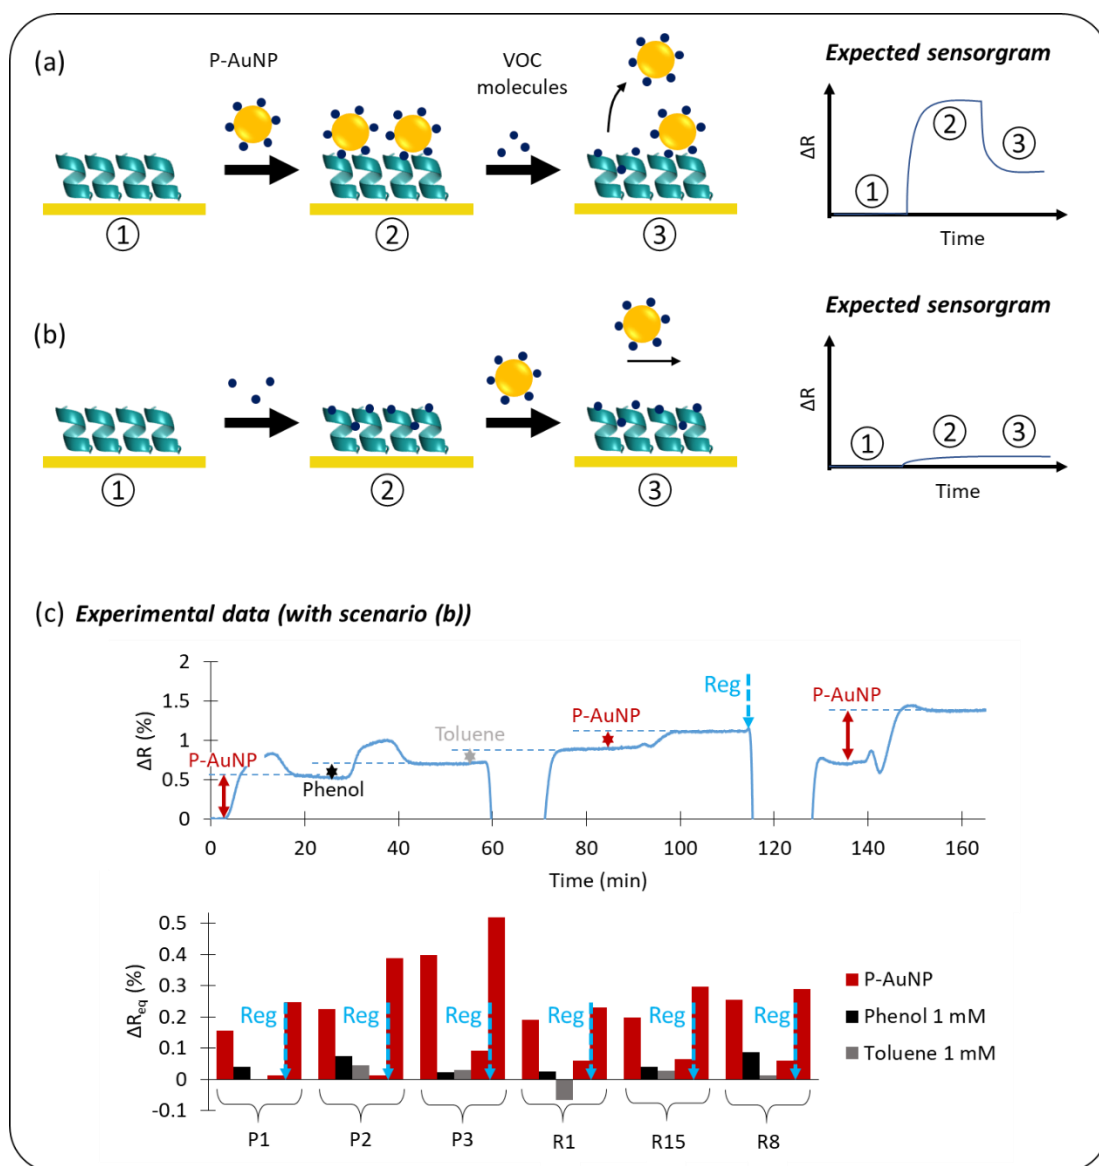 (a)
P-AuNP
VOC
molecules
Expected sensorgram
ΔR
①
②
③
Time
①
②
③
(b)
Expected sensorgram
ΔR
①
②
③
Time
①
②
③
(c) Experimental data (with scenario (b))
ΔR (%)
2
1.5
1
0.5
0
P-AuNP
Phenol
Toluene
P-AuNP
Reg
P-AuNP
0 20 40 60 80 100 120 140 160
Time (min)
ΔReq (%)
0.5
0.4
0.3
0.2
0.1
0
-0.1
Reg Reg Reg Reg Reg Reg
P1 P2 P3 R1 R15 R8
P-AuNP
Phenol 1 mM
Toluene 1 mM